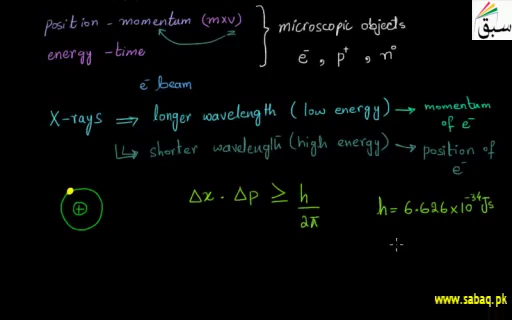 position - momentum (m×v)
energy - time
microscopic objects
e⁻, p⁺, n⁰
سبق
e⁻ beam
X-rays ⟹ longer wavelength (low energy) → momentum of e⁻
↳ shorter wavelength (high energy) → position of e⁻
+
Δx . Δp ≥ h/2π
h = 6.626×10⁻³⁴ Js
www.sabaq.pk